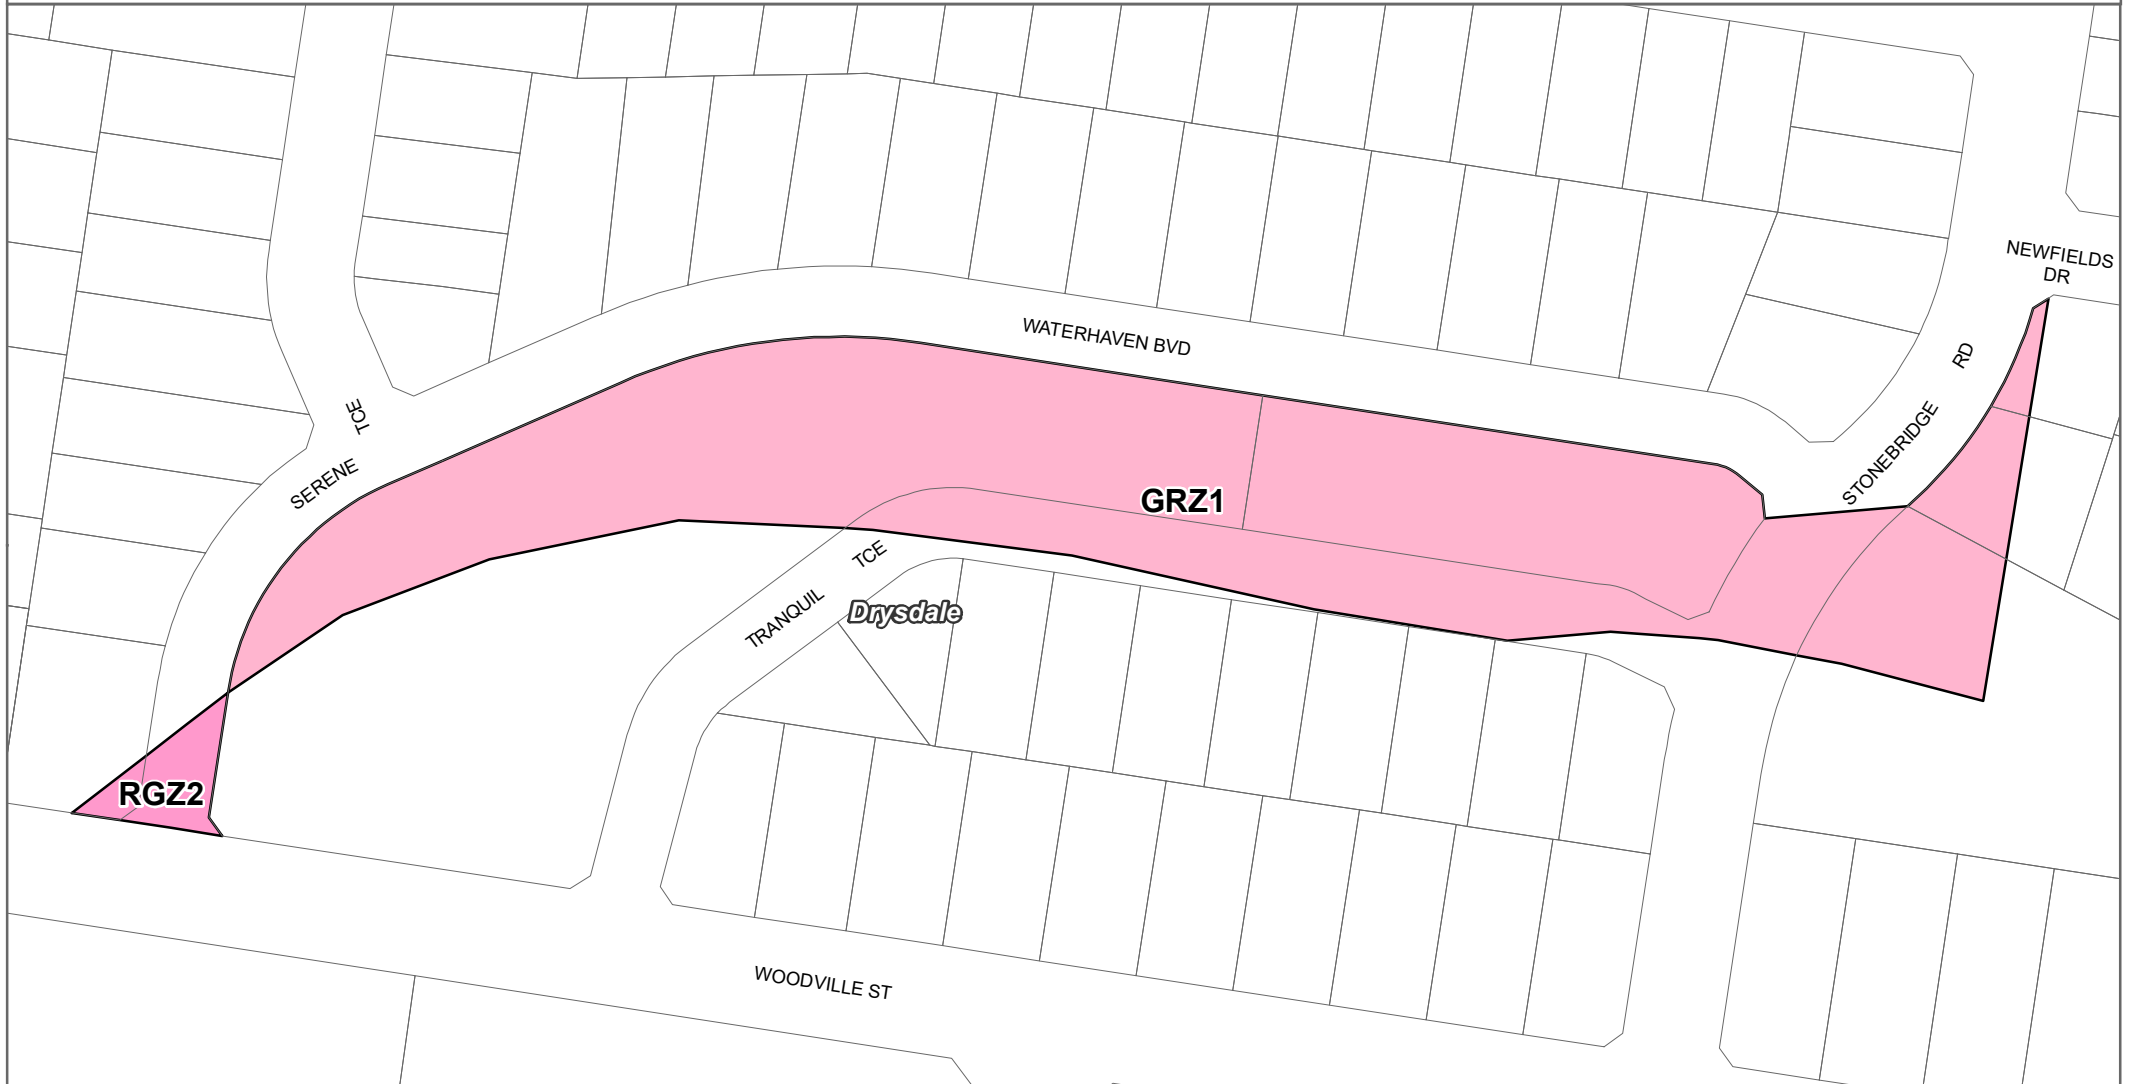 NEWFIELDS
DR
WATERHAVEN BVD
RD
STONEBRIDGE
TCE
SERENE
GRZ1
TCE
TRANQUIL
Drysdale
RGZ2
WOODVILLE ST